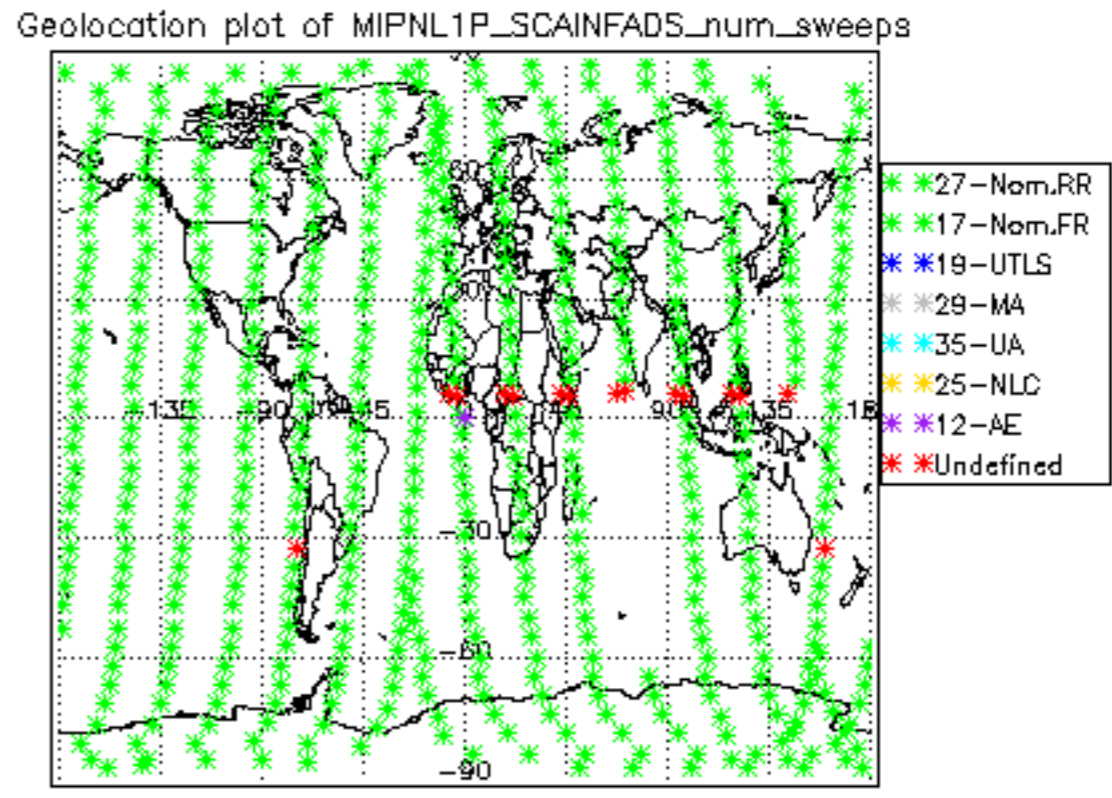 Geolocation plot of MIPNL1P_SCAINFADS_num_sweeps
27-Nom.RR
17-Nom.FR
19-UTLS
29-MA
35-UA
25-NLC
12-AE
Undefined
60
-135
-90
-45
45
90
135
-30
-60
-90